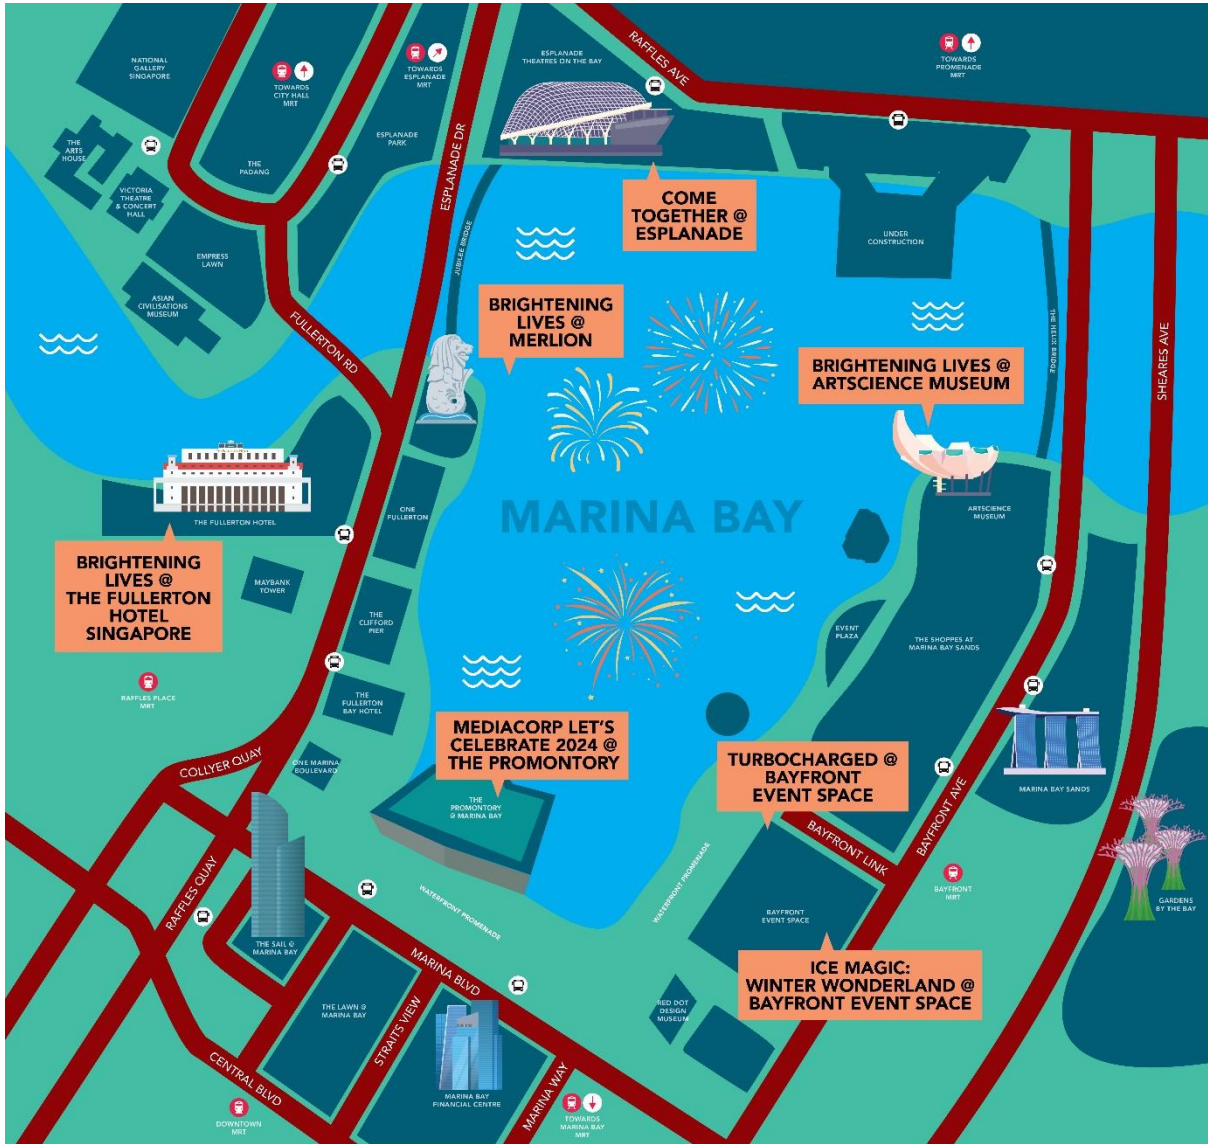 NATIONAL
GALLERY
SINGAPORE
TOWARDS
CITY HALL
MRT
TOWARDS
ESPLANADE
MRT
ESPLANADE
THEATRES ON THE BAY
RAFFLES AVE
TOWARDS
PROMENADE
MRT
THE
ARTS
HOUSE
VICTORIA
THEATRE
& CONCERT
HALL
THE
PADANG
ESPLANADE
PARK
ESPLANADE DR
COME
TOGETHER @
ESPLANADE
UNDER
CONSTRUCTION
EMPRESS
LAWN
ASIAN
CIVILISATIONS
MUSEUM
FULLERTON RD
JUBILEE BRIDGE
BRIGHTENING
LIVES @
MERLION
THE HELIX BRIDGE
SHEARES AVE
BRIGHTENING LIVES @
ARTSCIENCE MUSEUM
ARTSCIENCE
MUSEUM
MARINA BAY
THE FULLERTON HOTEL
ONE
FULLERTON
BRIGHTENING
LIVES @
THE FULLERTON
HOTEL
SINGAPORE
MAYBANK
TOWER
THE
CLIFFORD
PIER
EVENT
PLAZA
THE SHOPPES AT
MARINA BAY SANDS
RAFFLES PLACE
MRT
THE
FULLERTON
BAY HOTEL
MEDIACORP LET'S
CELEBRATE 2024 @
THE PROMONTORY
TURBOCHARGED @
BAYFRONT
EVENT SPACE
COLLYER QUAY
ONE MARINA
BOULEVARD
THE
PROMONTORY
@ MARINA BAY
MARINA BAY SANDS
BAYFRONT AVE
BAYFRONT LINK
RAFFLES QUAY
WATERFRONT PROMENADE
WATERFRONT PROMENADE
BAYFRONT
MRT
GARDENS
BY THE BAY
BAYFRONT
EVENT SPACE
THE SAIL @
MARINA BAY
MARINA BLVD
ICE MAGIC:
WINTER WONDERLAND @
BAYFRONT EVENT SPACE
THE LAWN @
MARINA BAY
STRAITS VIEW
RED DOT
DESIGN
MUSEUM
CENTRAL BLVD
MARINA BAY
FINANCIAL CENTRE
MARINA WAY
DOWNTOWN
MRT
TOWARDS
MARINA BAY
MRT